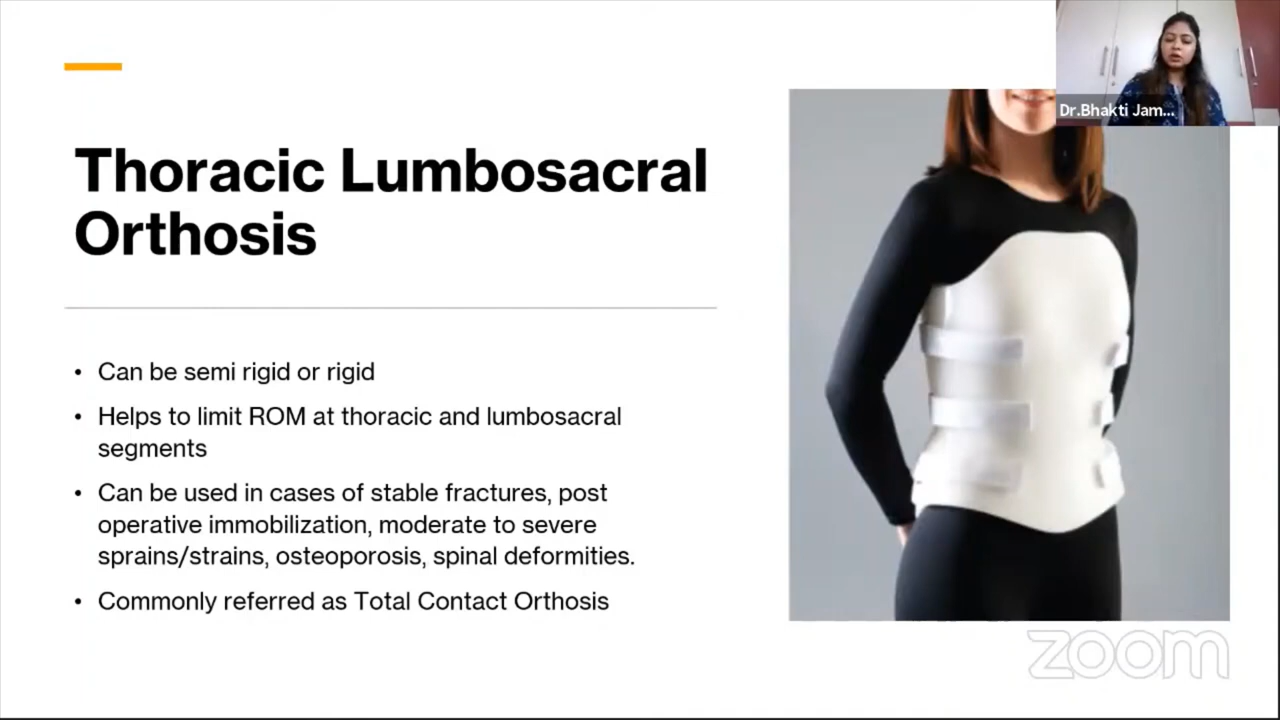 Dr.Bhakti Jam...
Thoracic Lumbosacral
Orthosis
• Can be semi rigid or rigid
• Helps to limit ROM at thoracic and lumbosacral
segments
• Can be used in cases of stable fractures, post
operative immobilization, moderate to severe
sprains/strains, osteoporosis, spinal deformities.
• Commonly referred as Total Contact Orthosis
zoom